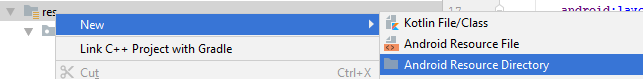 res
17
android:lay
New
Kotlin File/Class
Link C++ Project with Gradle
Android Resource File
Cut
Ctrl+X
Android Resource Directory